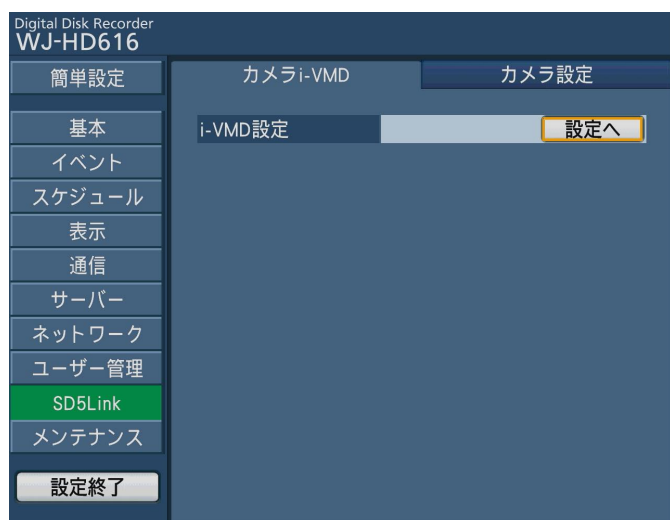 Digital Disk Recorder
WJ-HD616
簡単設定
基本
イベント
スケジュール
表示
通信
サーバー
ネットワーク
ユーザー管理
SD5Link
メンテナンス
設定終了
カメラi-VMD
カメラ設定
i-VMD設定
設定へ